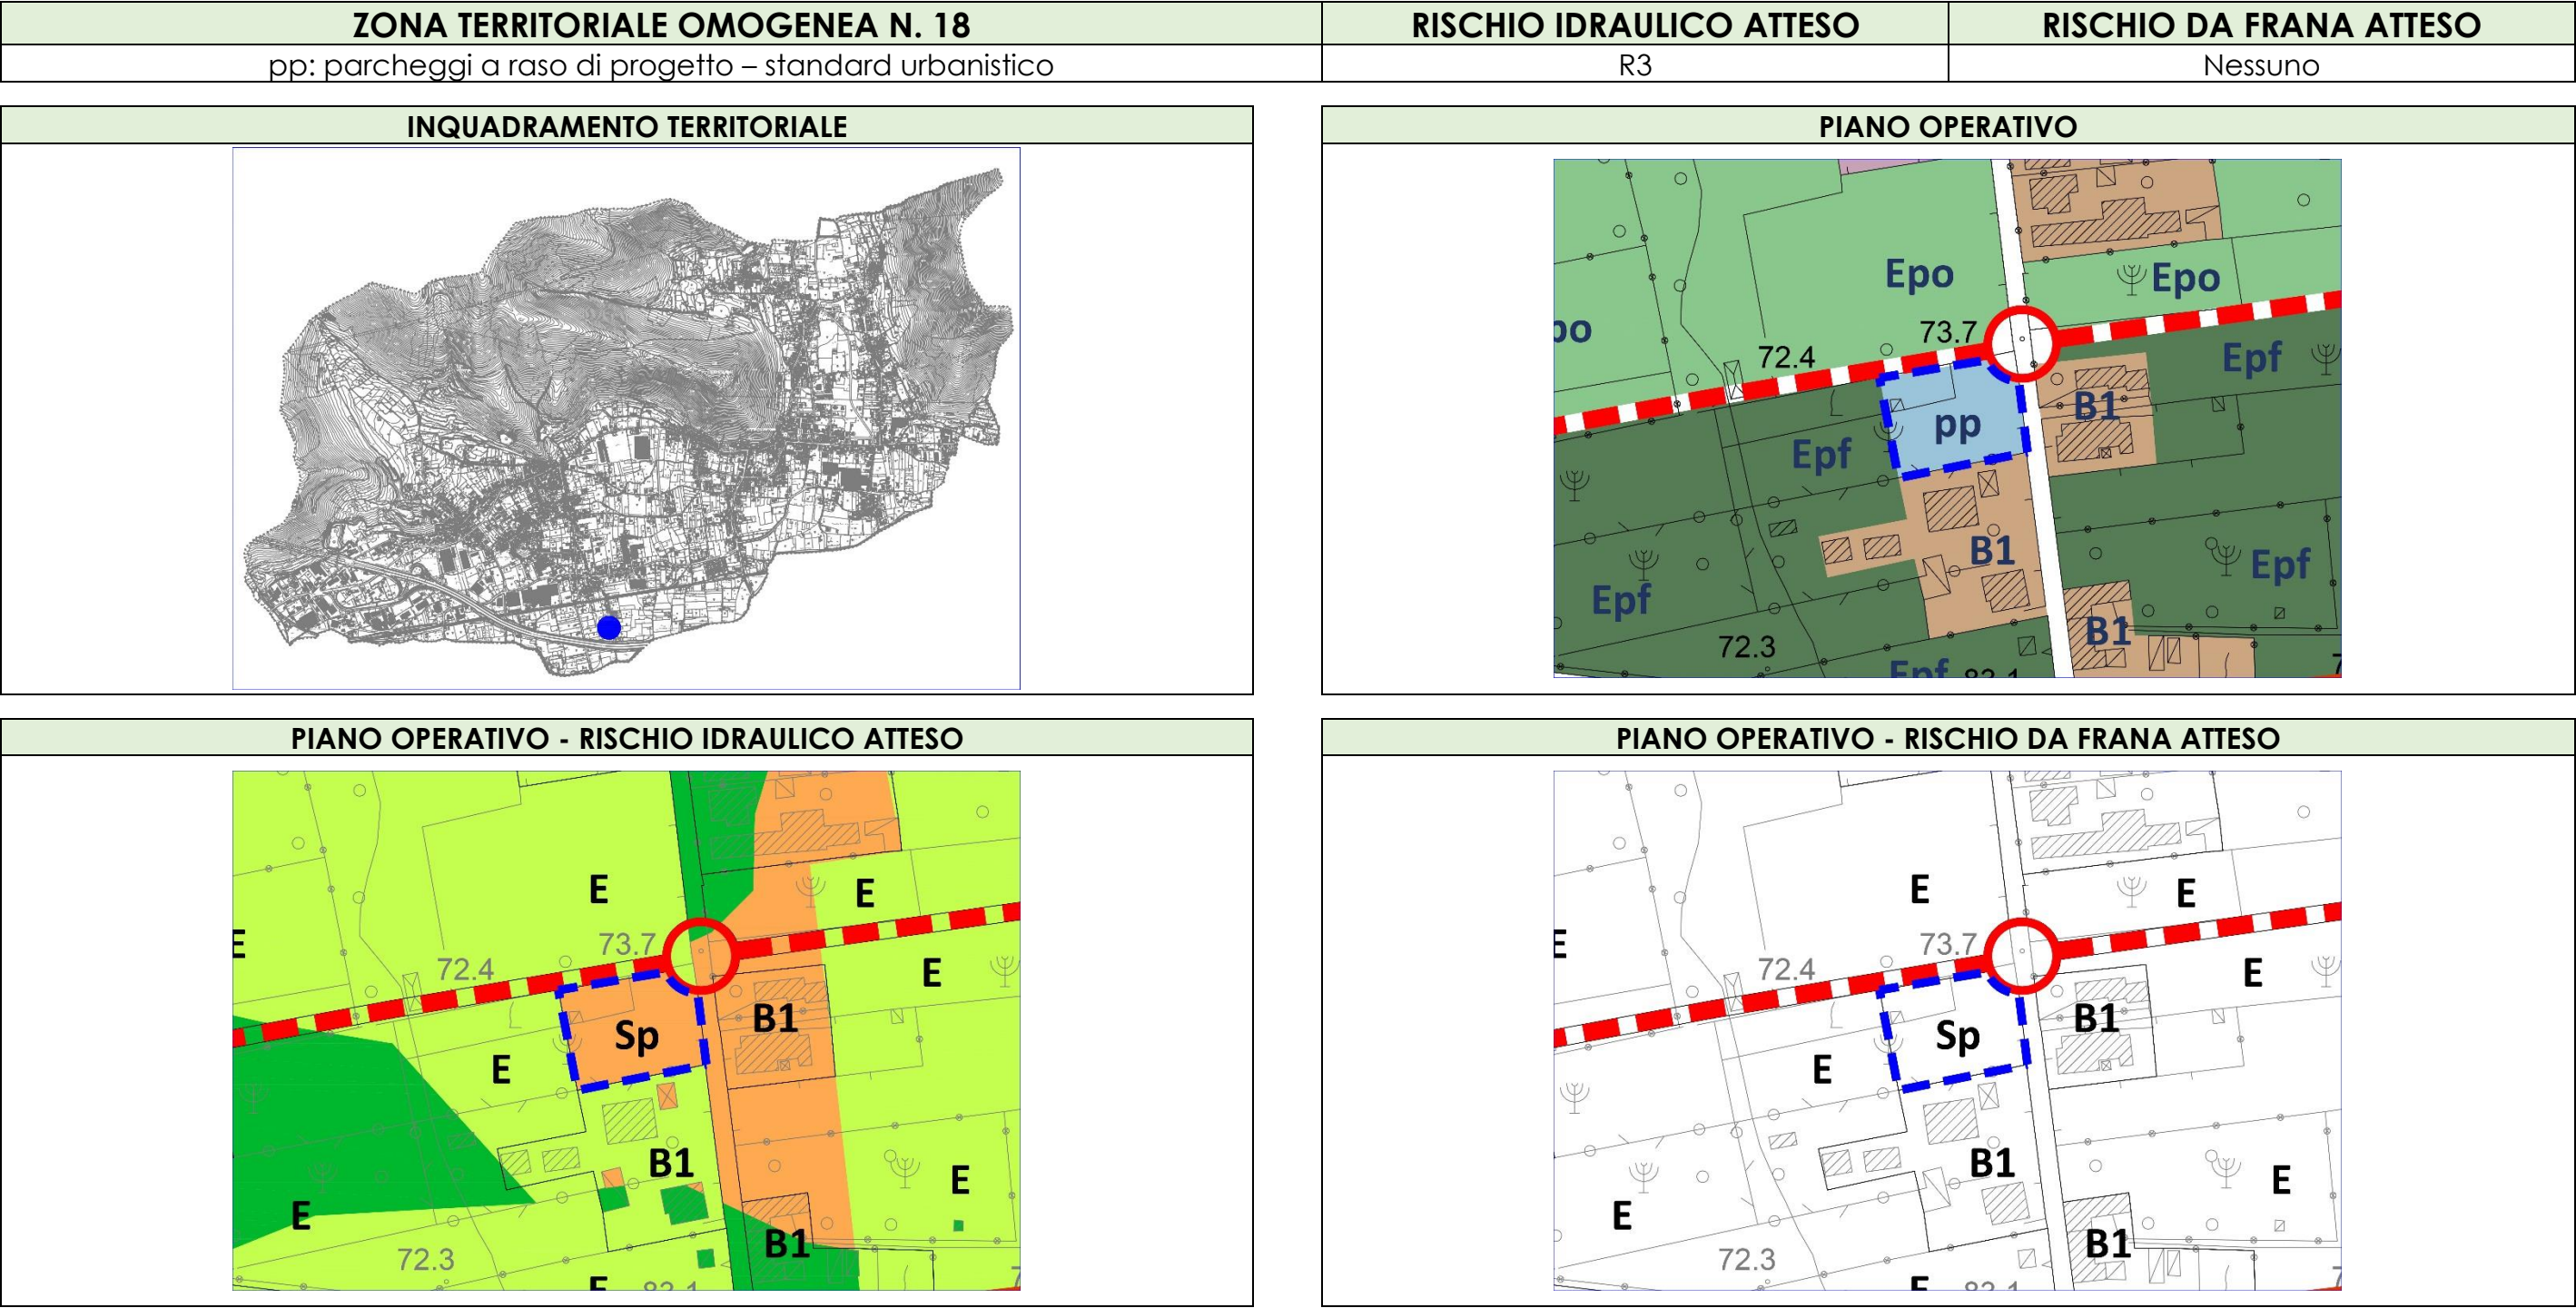 ZONA TERRITORIALE OMOGENEA N. 18
RISCHIO IDRAULICO ATTESO
RISCHIO DA FRANA ATTESO
pp: parcheggi a raso di progetto – standard urbanistico
R3
Nessuno
INQUADRAMENTO TERRITORIALE
PIANO OPERATIVO
Epo
Epo
po
73.7
72.4
Epf
pp
B1
Epf
B1
Epf
Epf
B1
72.3
Epf
PIANO OPERATIVO - RISCHIO IDRAULICO ATTESO
PIANO OPERATIVO - RISCHIO DA FRANA ATTESO
E
E
E
73.7
72.4
E
Sp
B1
E
B1
E
E
B1
72.3
E
E
E
E
73.7
72.4
E
Sp
B1
E
B1
E
E
B1
72.3
E